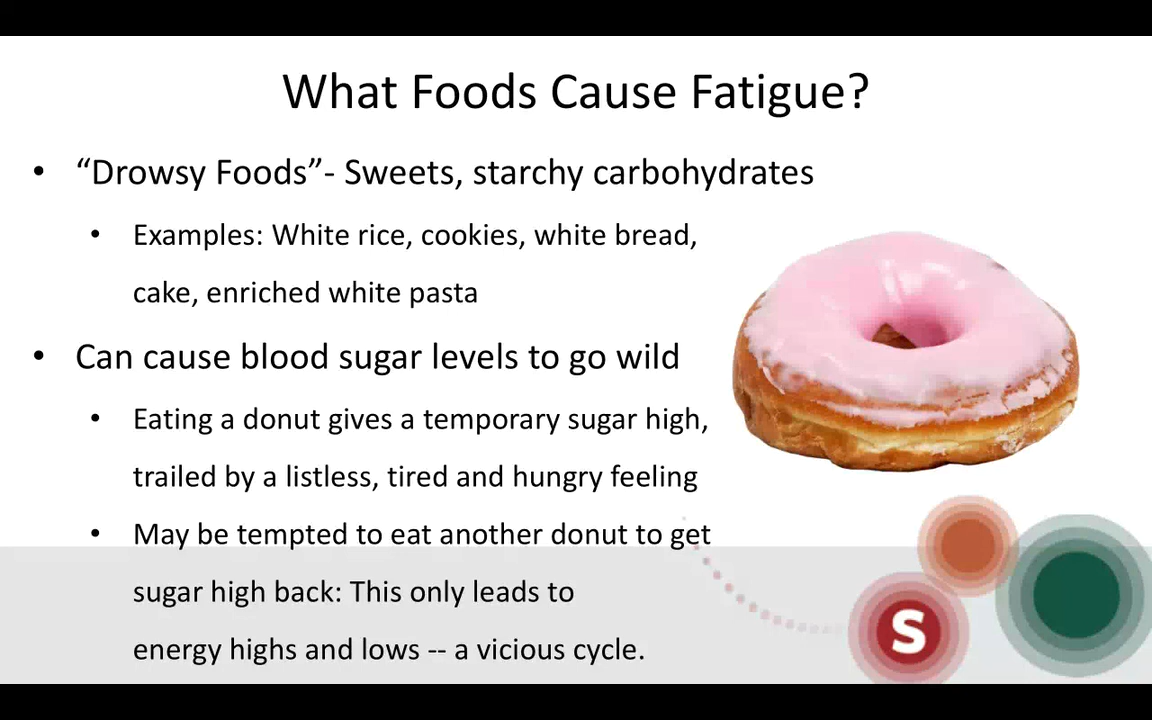 What Foods Cause Fatigue?
• “Drowsy Foods”- Sweets, starchy carbohydrates
• Examples: White rice, cookies, white bread,
cake, enriched white pasta
• Can cause blood sugar levels to go wild
• Eating a donut gives a temporary sugar high,
trailed by a listless, tired and hungry feeling
• May be tempted to eat another donut to get
sugar high back: This only leads to
energy highs and lows -- a vicious cycle.
S